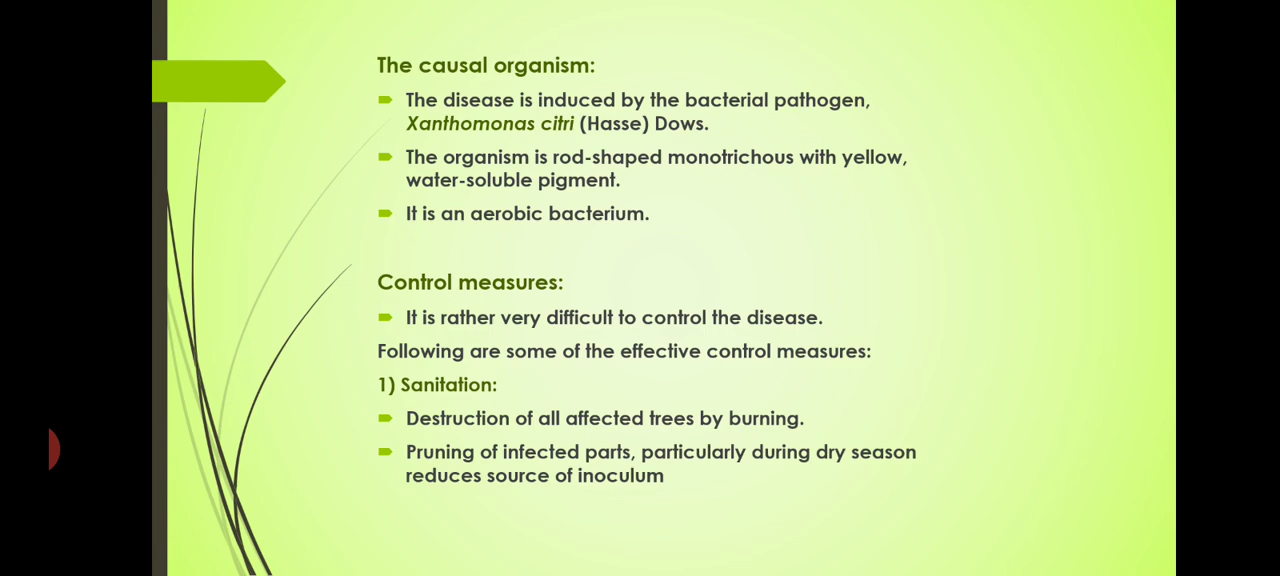 The causal organism:
The disease is induced by the bacterial pathogen,
Xanthomonas citri (Hasse) Dows.
The organism is rod-shaped monotrichous with yellow,
water-soluble pigment.
It is an aerobic bacterium.
Control measures:
It is rather very difficult to control the disease.
Following are some of the effective control measures:
1) Sanitation:
Destruction of all affected trees by burning.
Pruning of infected parts, particularly during dry season
reduces source of inoculum